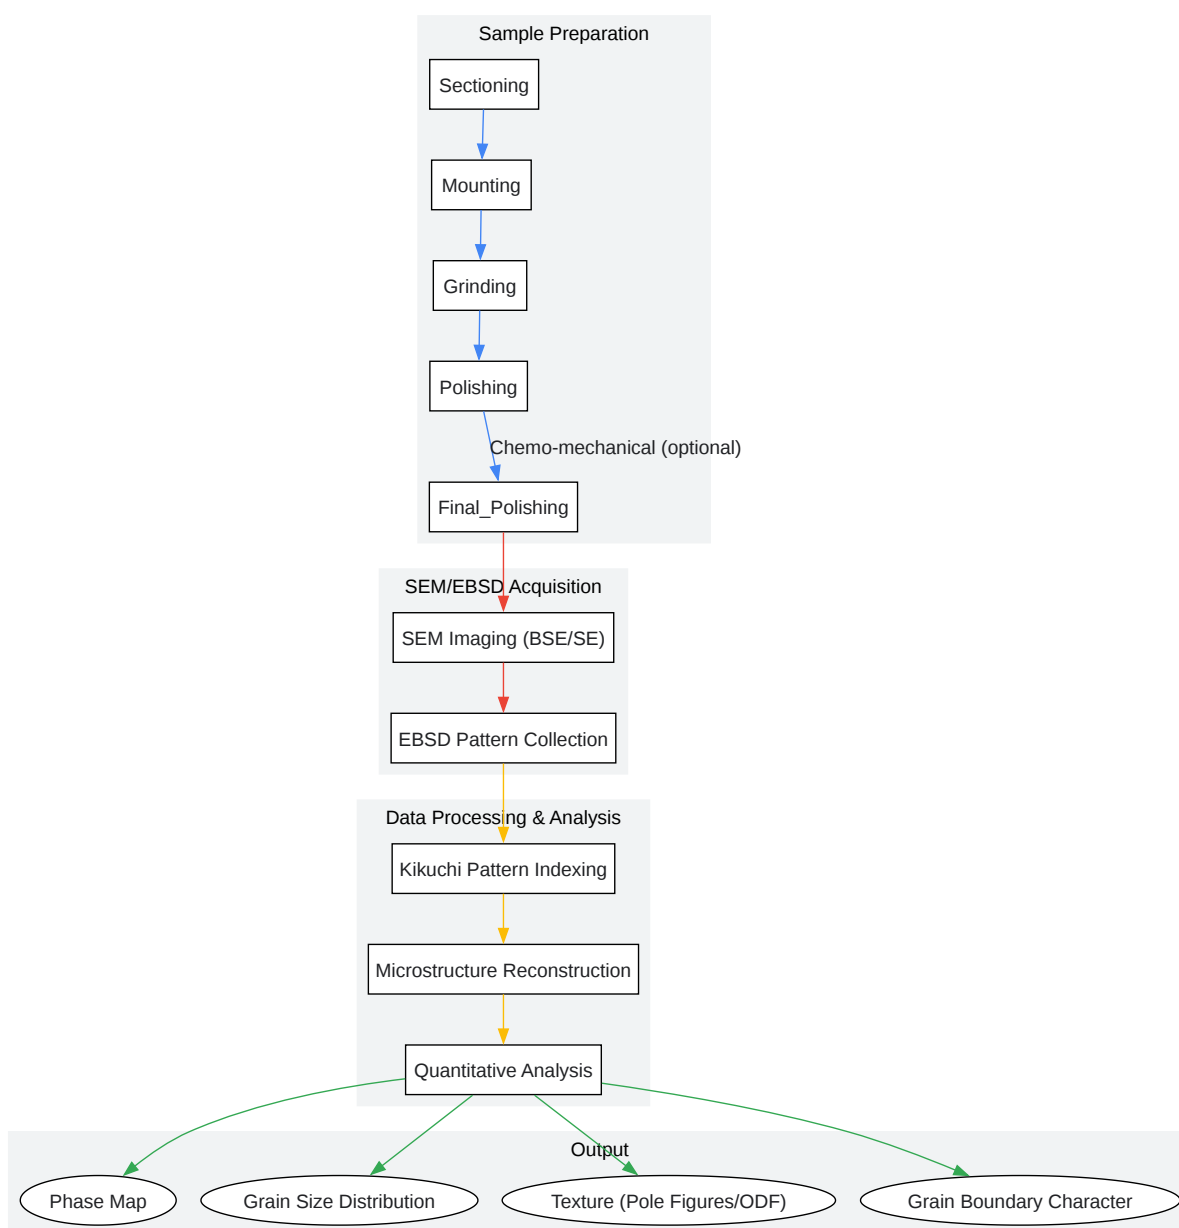 Sample Preparation
Sectioning
Mounting
Grinding
Polishing
Chemo-mechanical (optional)
Final_Polishing
SEM/EBSD Acquisition
SEM Imaging (BSE/SE)
EBSD Pattern Collection
Data Processing & Analysis
Kikuchi Pattern Indexing
Microstructure Reconstruction
Quantitative Analysis
Output
Phase Map
Grain Size Distribution
Texture (Pole Figures/ODF)
Grain Boundary Character